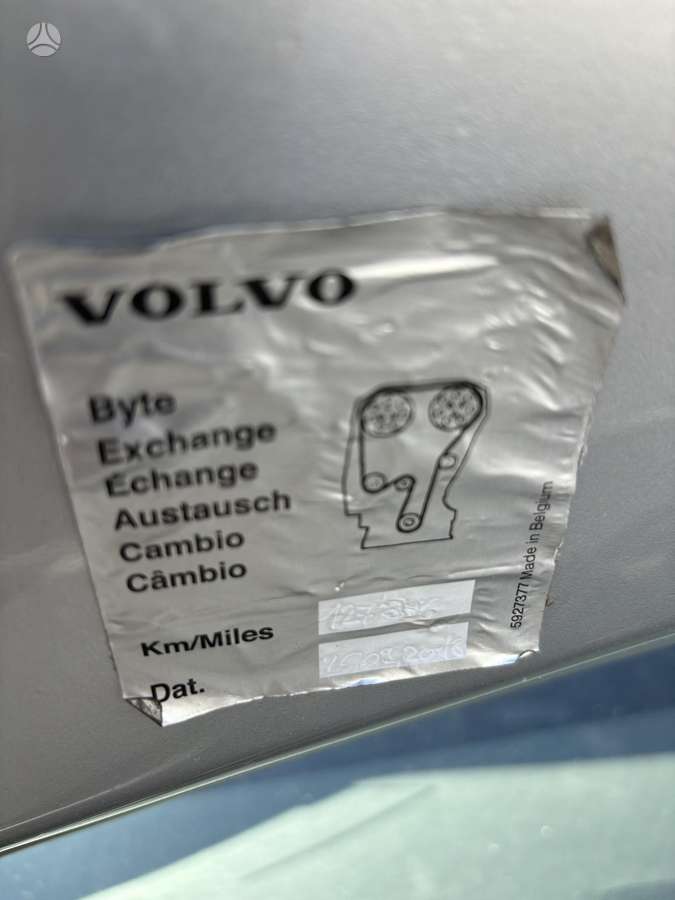 VOLVO
Byte
Exchange
Échange
Austausch
Cambio
Câmbio
Km/Miles
Dat.
5927377 Made in Belgium